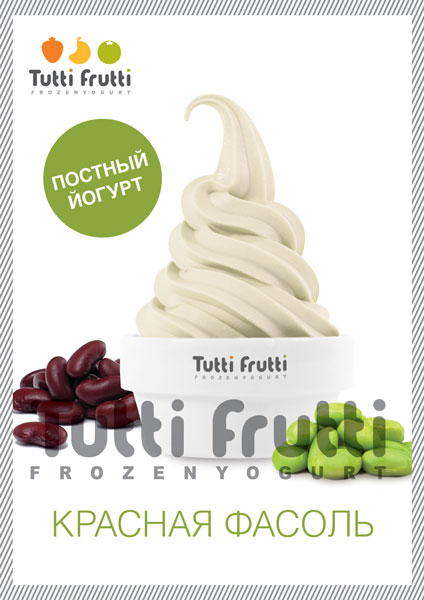 Tutti Frutti
FROZENYOGURT
ПОСТНЫЙ
ЙОГУРТ
Tutti Frutti
FROZENYOGURT
Tutti Frutti
FROZENYOGURT
КРАСНАЯ ФАСОЛЬ